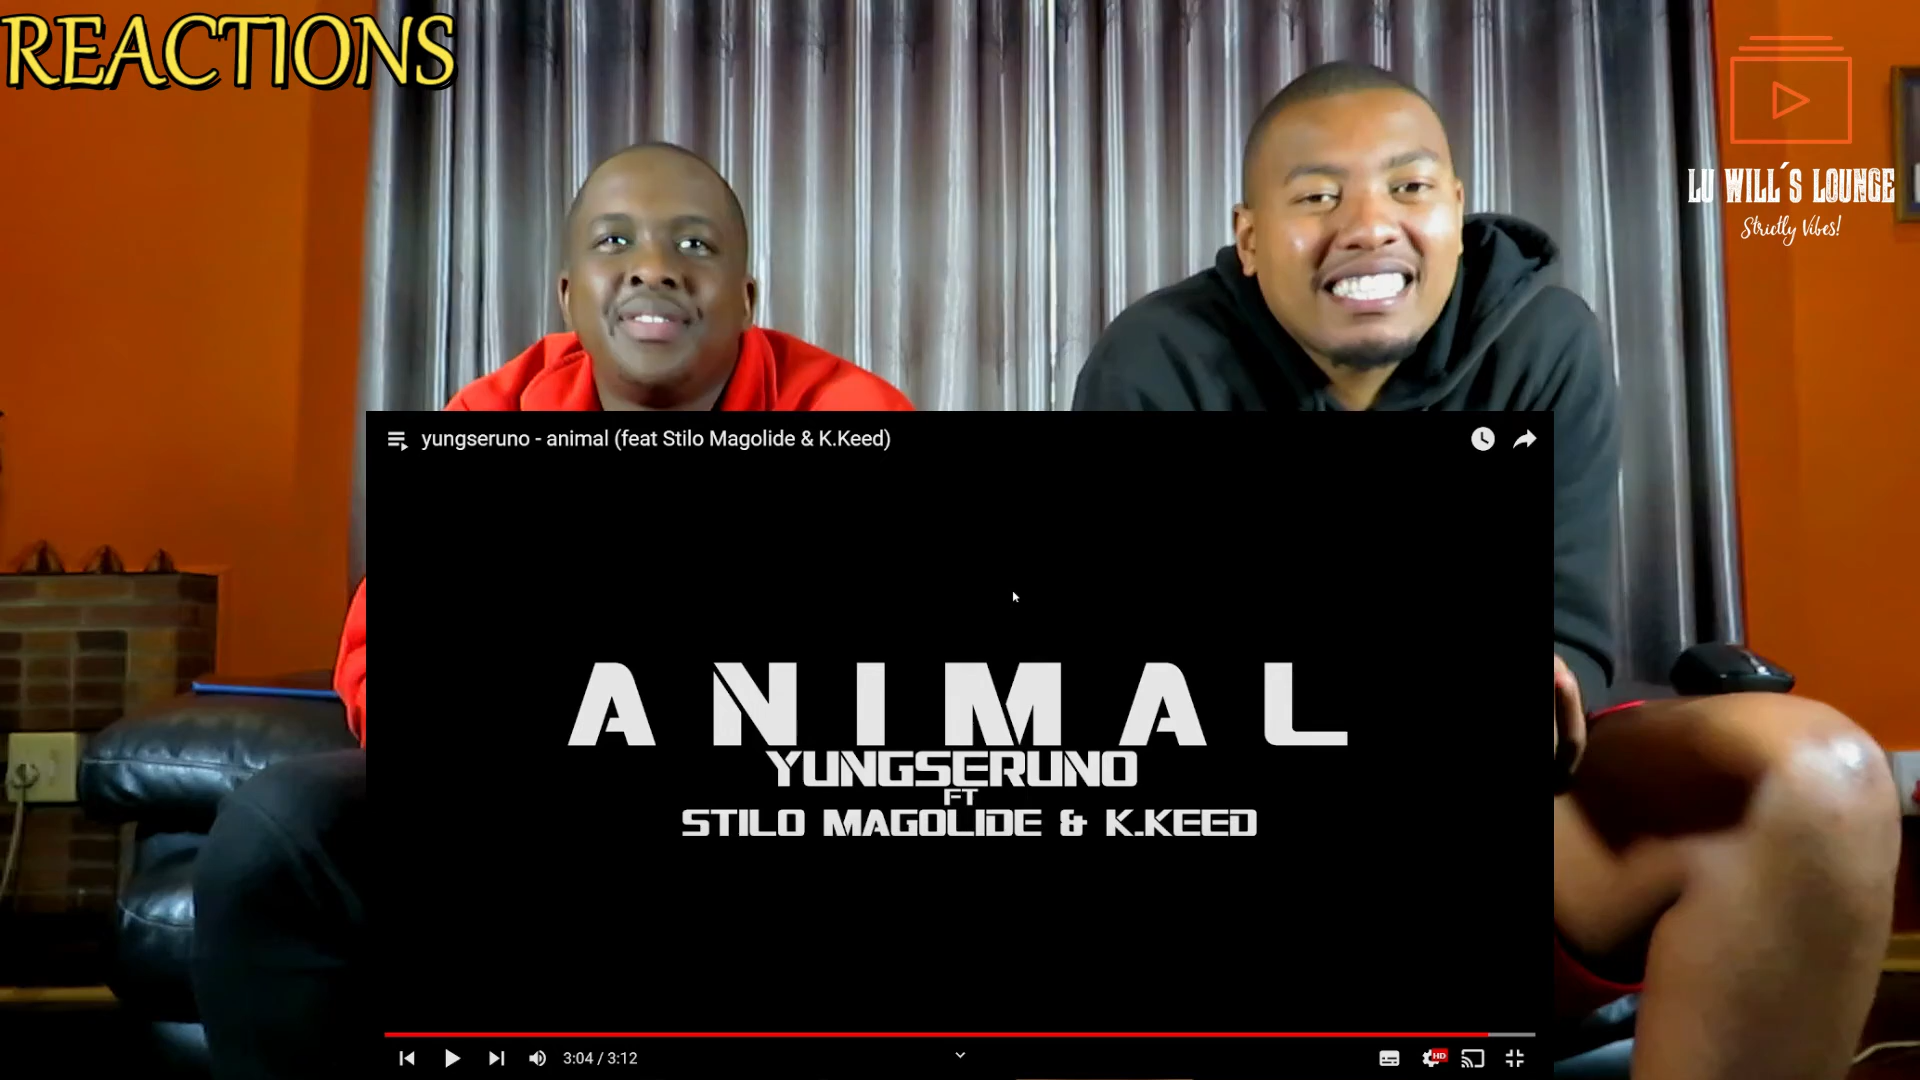 REACTIONS
LU WILL´S LOUNGE
Strictly Vibes!
yungseruno - animal (feat Stilo Magolide & K.Keed)
ANIMAL
YUNGSERUNO
FT
STILO MAGOLIDE & K.KEED
3:04 / 3:12
HD